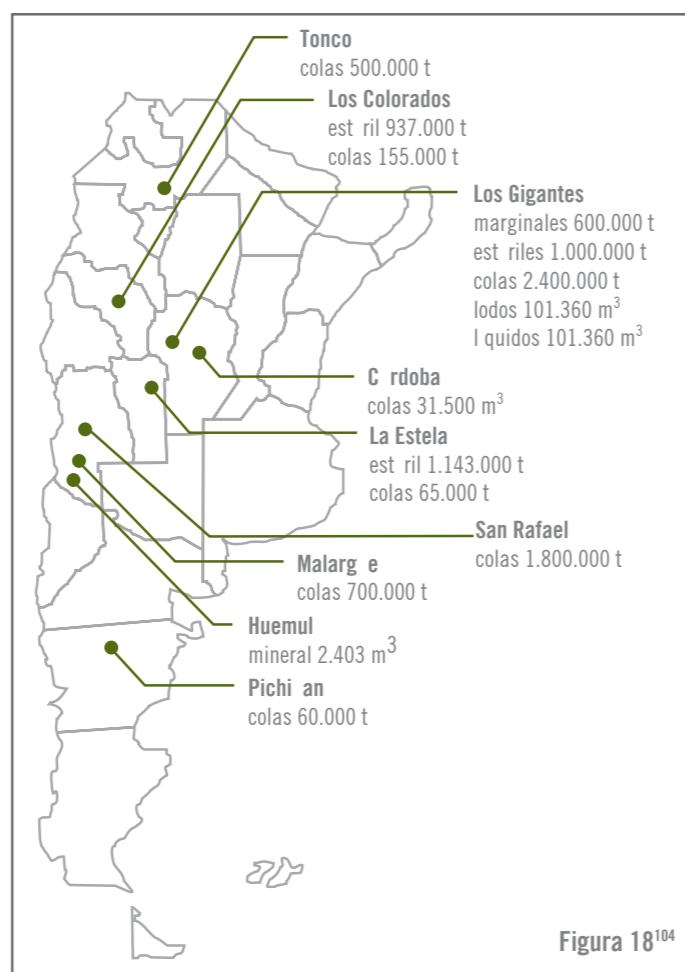 Tonco
colas 500.000 t
Los Colorados
est ril 937.000 t
colas 155.000 t
Los Gigantes
marginales 600.000 t
est riles 1.000.000 t
colas 2.400.000 t
lodos 101.360 m³
l quidos 101.360 m³
C rdoba
colas 31.500 m³
La Estela
est ril 1.143.000 t
colas 65.000 t
San Rafael
colas 1.800.000 t
Malarg e
colas 700.000 t
Huemul
mineral 2.403 m³
Pichi an
colas 60.000 t
Figura 18¹⁰⁴